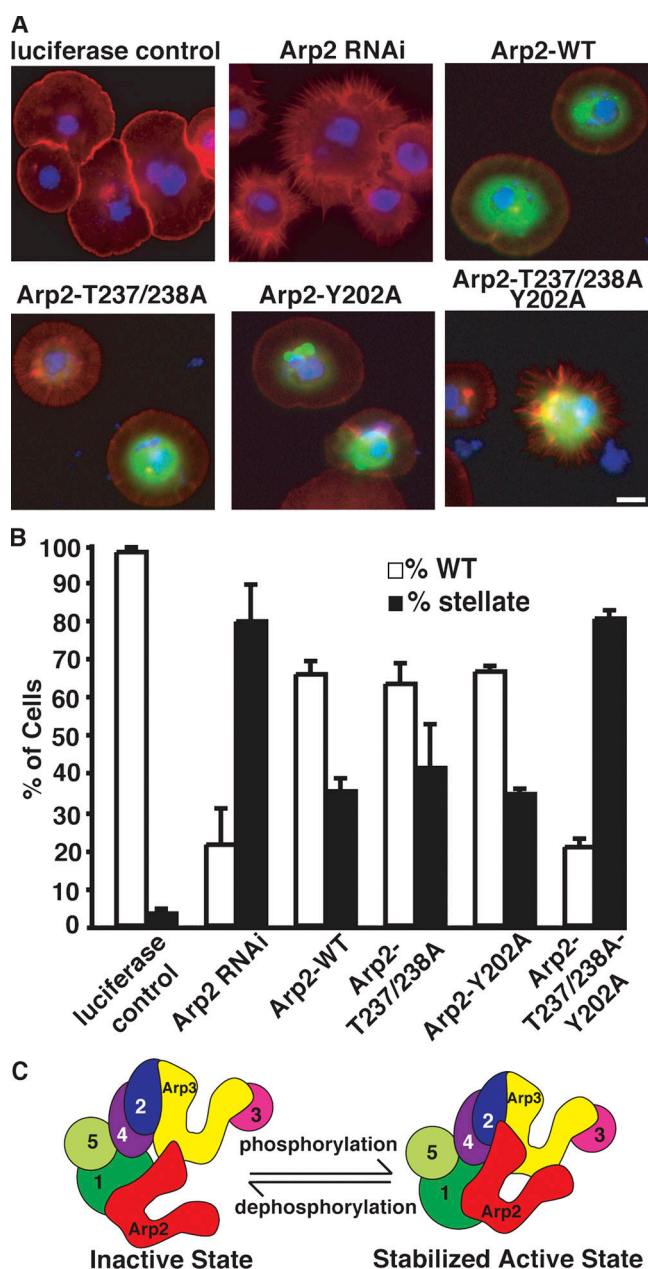 A
luciferase control
Arp2 RNAi
Arp2-WT
Arp2-T237/238A
Arp2-Y202A
Arp2-T237/238A
Y202A
B
100
90
80
70
60
50
40
30
20
10
0
% of Cells
% WT
% stellate
luciferase
control
Arp2 RNAi
Arp2-WT
Arp2-
T237/238A
Arp2-Y202A
Arp2-
T237/238A-
Y202A
C
Arp3
2
4
5
1
3
Arp2
Inactive State
phosphorylation
dephosphorylation
Arp3
2
4
5
1
3
Arp2
Stabilized Active State